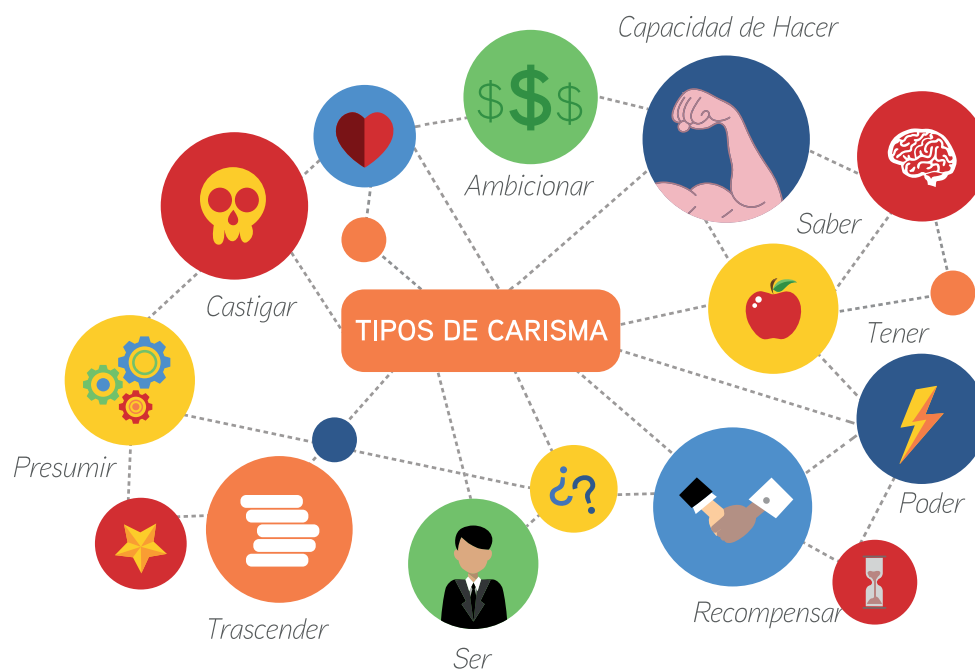 Capacidad de Hacer
$ $ $
Ambicionar
Saber
Castigar
TIPOS DE CARISMA
Tener
Presumir
¿?
Poder
Recompensar
Trascender
Ser